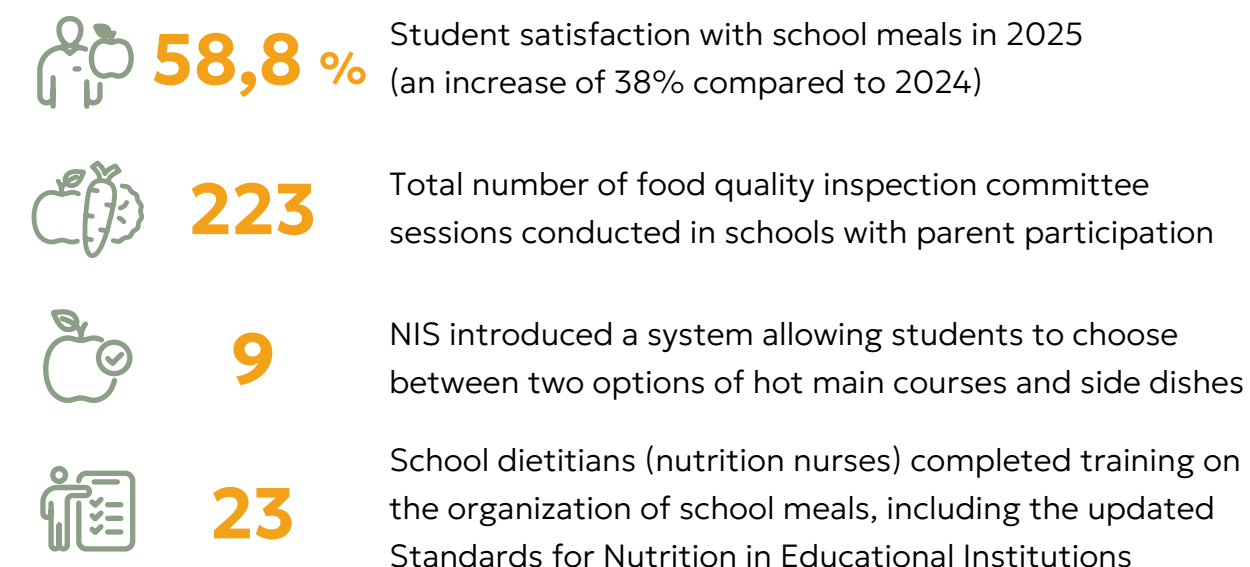 58,8 %
Student satisfaction with school meals in 2025
(an increase of 38% compared to 2024)
223
Total number of food quality inspection committee
sessions conducted in schools with parent participation
9
NIS introduced a system allowing students to choose
between two options of hot main courses and side dishes
23
School dietitians (nutrition nurses) completed training on
the organization of school meals, including the updated
Standards for Nutrition in Educational Institutions